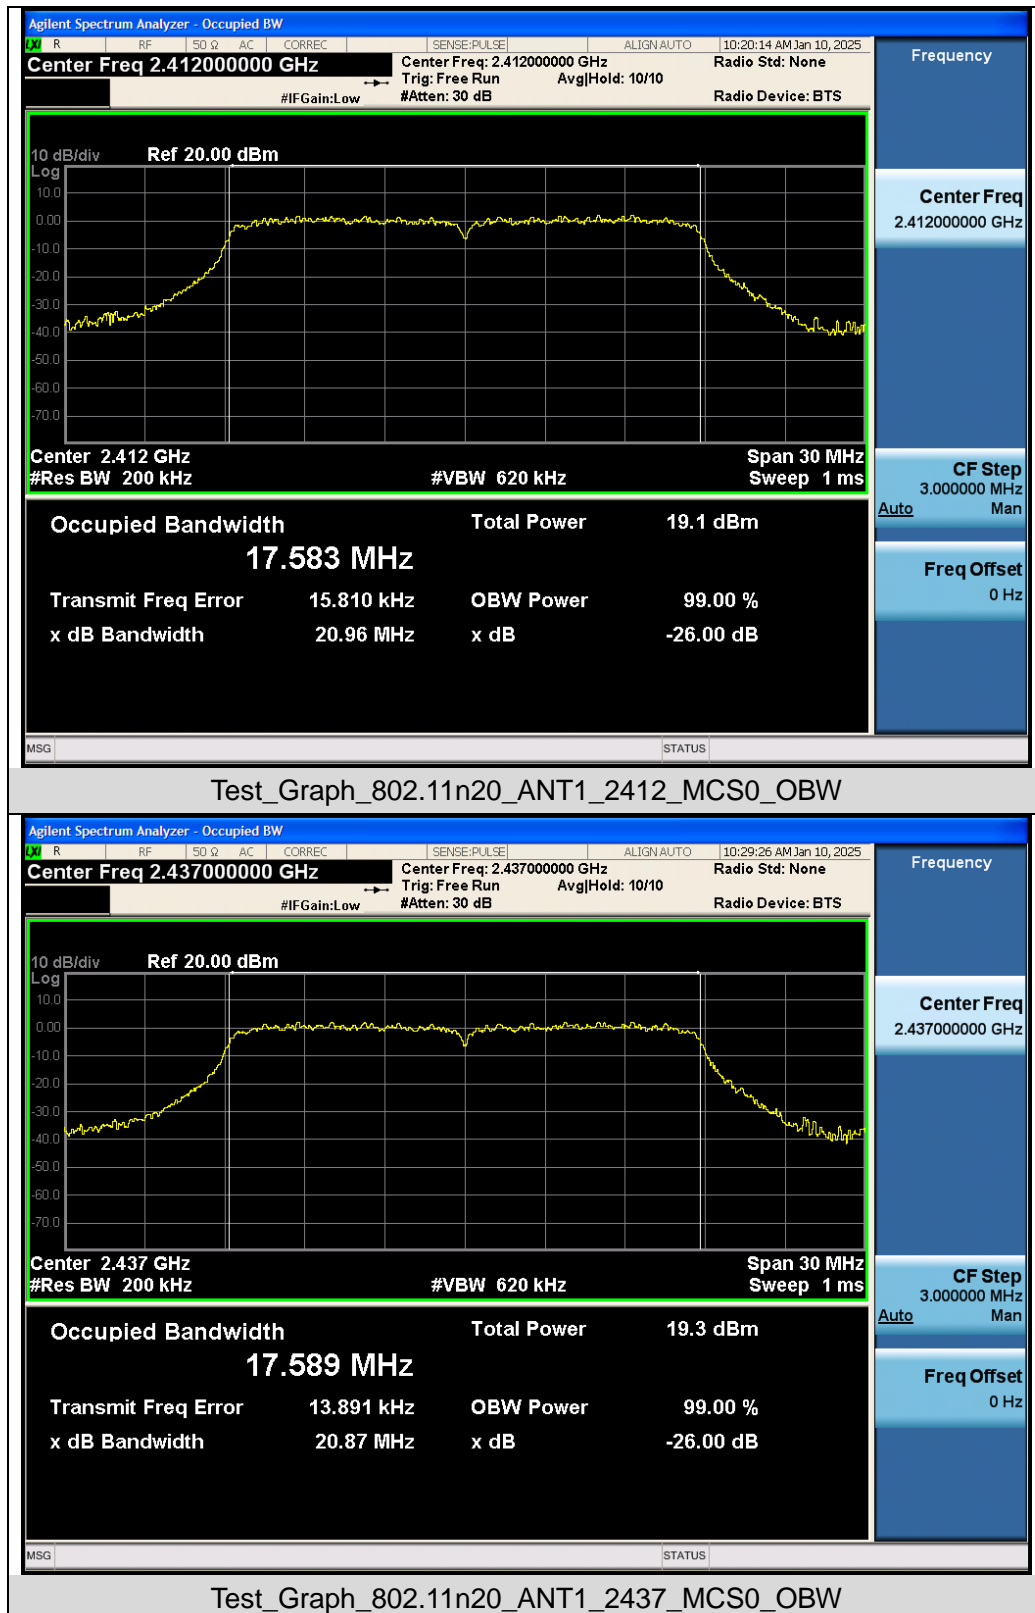 Agilent Spectrum Analyzer - Occupied BW
LXI R RF 50 Ω AC CORREC SENSE:PULSE ALIGN AUTO 10:20:14 AM Jan 10, 2025
Center Freq 2.412000000 GHz Center Freq: 2.412000000 GHz Radio Std: None Frequency
Trig: Free Run Avg|Hold: 10/10
#IFGain:Low #Atten: 30 dB Radio Device: BTS
10 dB/div Ref 20.00 dBm
Log
10.0
0.00
-10.0
-20.0
-30.0
-40.0
-50.0
-60.0
-70.0
Center Freq
2.412000000 GHz
Center 2.412 GHz Span 30 MHz
#Res BW 200 kHz #VBW 620 kHz Sweep 1 ms
CF Step
3.000000 MHz
Auto Man
Freq Offset
0 Hz
Occupied Bandwidth Total Power 19.1 dBm
17.583 MHz
Transmit Freq Error 15.810 kHz OBW Power 99.00 %
x dB Bandwidth 20.96 MHz x dB -26.00 dB
MSG STATUS
Test_Graph_802.11n20_ANT1_2412_MCS0_OBW
Agilent Spectrum Analyzer - Occupied BW
LXI R RF 50 Ω AC CORREC SENSE:PULSE ALIGN AUTO 10:29:26 AM Jan 10, 2025
Center Freq 2.437000000 GHz Center Freq: 2.437000000 GHz Radio Std: None Frequency
Trig: Free Run Avg|Hold: 10/10
#IFGain:Low #Atten: 30 dB Radio Device: BTS
10 dB/div Ref 20.00 dBm
Log
10.0
0.00
-10.0
-20.0
-30.0
-40.0
-50.0
-60.0
-70.0
Center Freq
2.437000000 GHz
Center 2.437 GHz Span 30 MHz
#Res BW 200 kHz #VBW 620 kHz Sweep 1 ms
CF Step
3.000000 MHz
Auto Man
Freq Offset
0 Hz
Occupied Bandwidth Total Power 19.3 dBm
17.589 MHz
Transmit Freq Error 13.891 kHz OBW Power 99.00 %
x dB Bandwidth 20.87 MHz x dB -26.00 dB
MSG STATUS
Test_Graph_802.11n20_ANT1_2437_MCS0_OBW